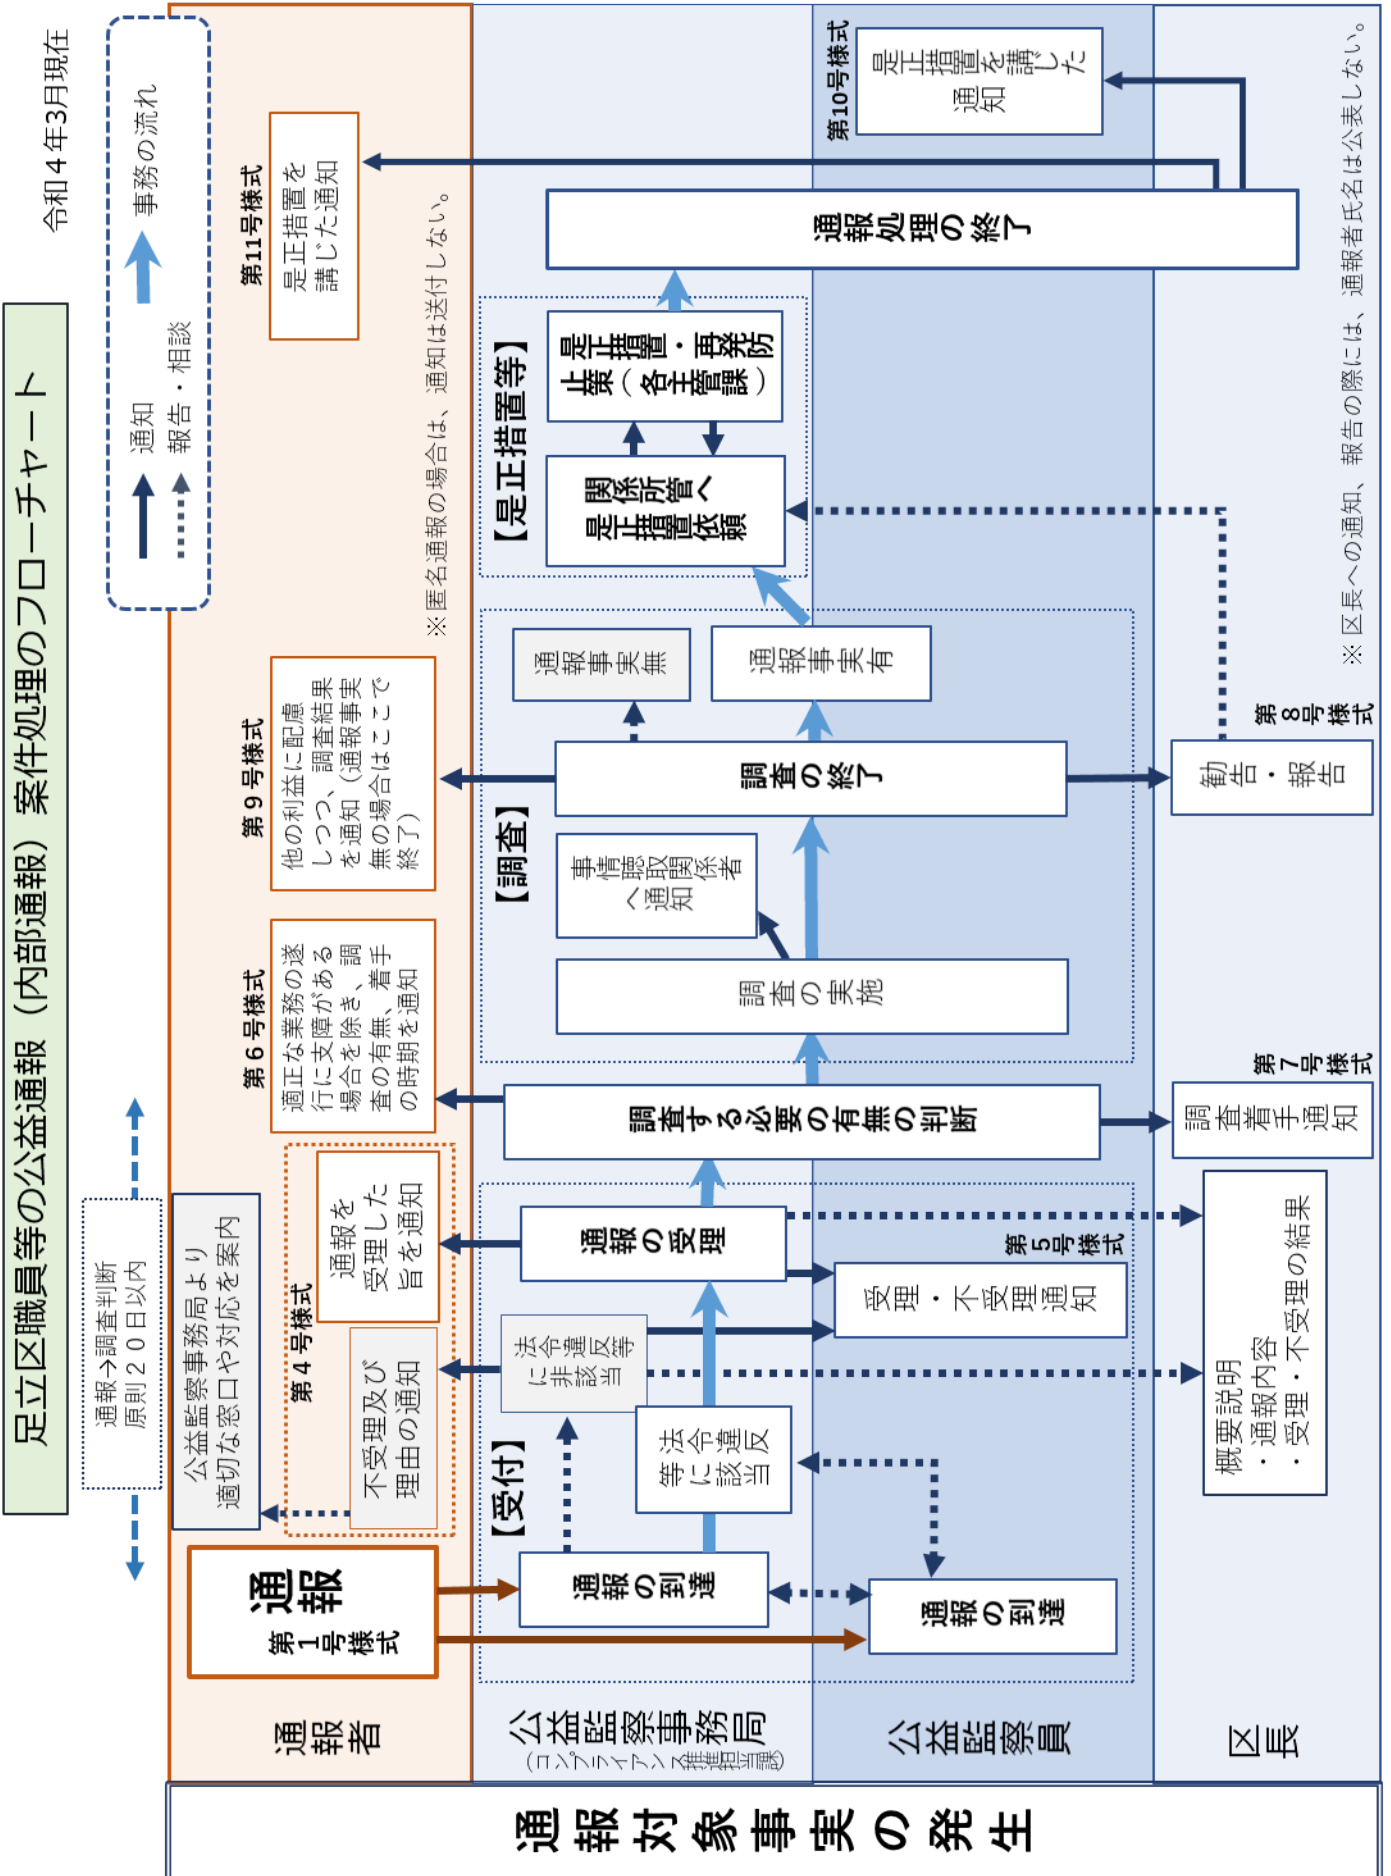 足立区職員等の公益通報（内部通報）案件処理のフローチャート
令和４年3月現在
通知
報告・相談
事務の流れ
通報→調査判断
原則２０日以内
通報対象事実の発生
通報者
通報
第1号様式
公益監察事務局より
適切な窓口や対応を案内
第４号様式
不受理及び
理由の通知
通報を
受理した
旨を通知
第６号様式
適正な業務の遂
行に支障がある
場合を除き、調
査の有無、着手
の時期を通知
第９号様式
他の利益に配慮
しつつ、調査結果
を通知（通報事実
無の場合はここで
終了）
第11号様式
是正措置を
講じた通知
※匿名通報の場合は、通知は送付しない。
公益監察事務局
（コンプライアンス推進担当課）
【受付】
通報の到達
法令違反等
に非該当
法令違反
等に該当
通報の受理
調査する必要の有無の判断
【調査】
調査の実施
事情聴取関係者
へ通知
調査の終了
通報事実無
通報事実有
【是正措置等】
関係所管へ
是正措置依頼
是正措置・再発防
止策（各主管課）
通報処理の終了
公益監察員
通報の到達
第５号様式
受理・不受理通知
第10号様式
是正措置を講じた
通知
区長
概要説明
・通報内容
・受理・不受理の結果
第７号様式
調査着手通知
第８号様式
勧告・報告
※区長への通知、報告の際には、通報者氏名は公表しない。